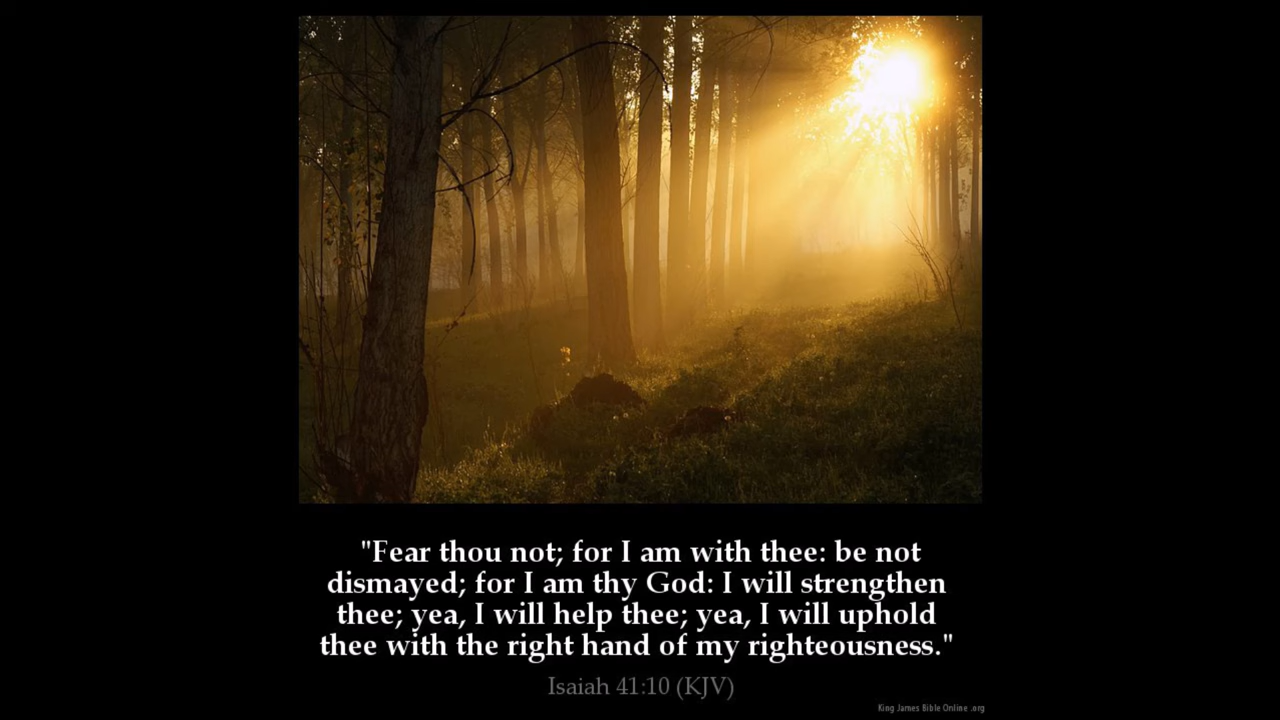 "Fear thou not; for I am with thee: be not
dismayed; for I am thy God: I will strengthen
thee; yea, I will help thee; yea, I will uphold
thee with the right hand of my righteousness."
Isaiah 41:10 (KJV)
King James Bible Online .org